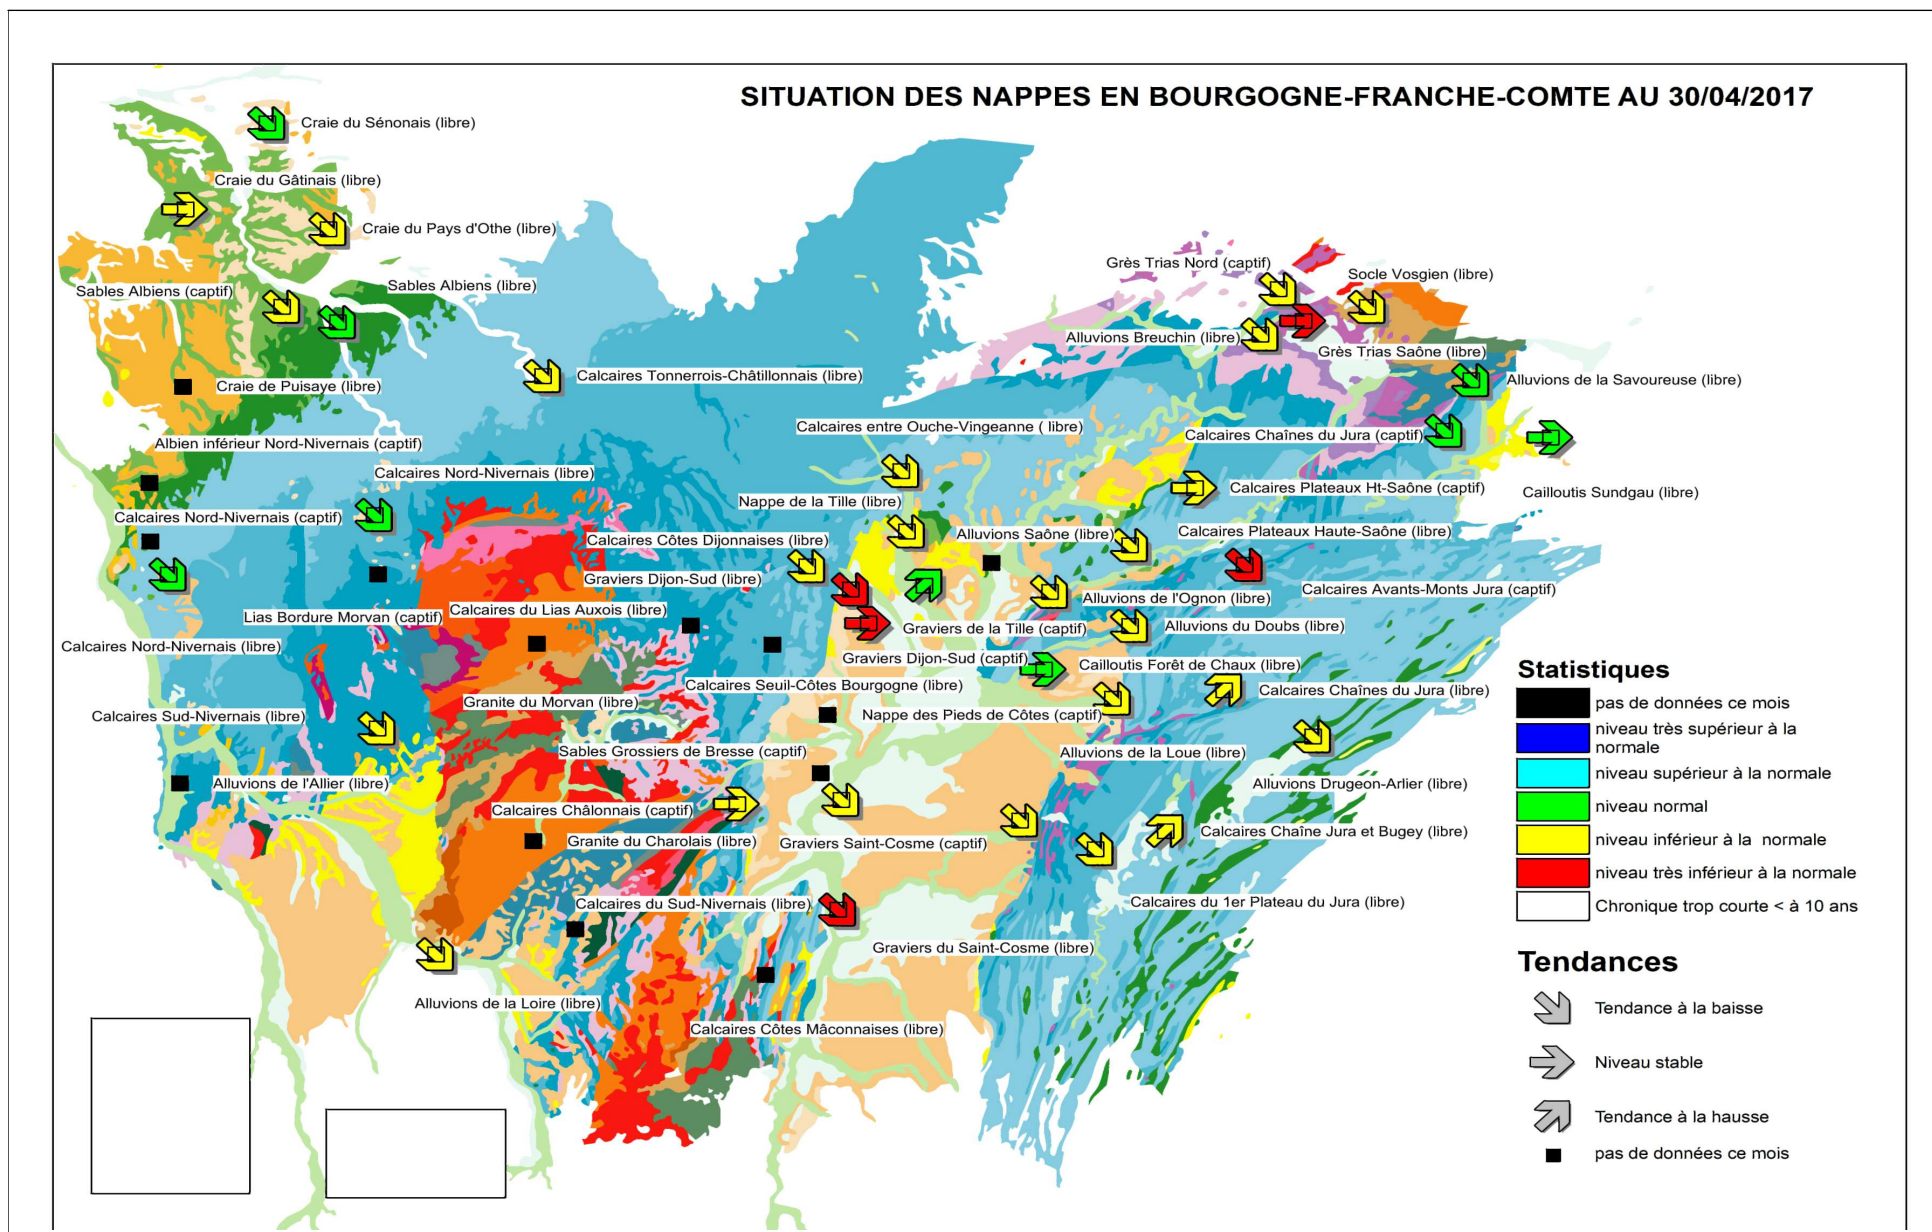 SITUATION DES NAPPES EN BOURGOGNE-FRANCHE-COMTE AU 30/04/2017
Craie du Sénonais (libre)
Craie du Gâtinais (libre)
Craie du Pays d'Othe (libre)
Sables Albiens (captif)
Sables Albiens (libre)
Grès Trias Nord (captif)
Socle Vosgien (libre)
Alluvions Breuchin (libre)
Grès Trias Saône (libre)
Craie de Puisaye (libre)
Calcaires Tonnerrois-Châtillonnais (libre)
Alluvions de la Savoureuse (libre)
Albien inférieur Nord-Nivernais (captif)
Calcaires entre Ouche-Vingeanne ( libre)
Calcaires Chaînes du Jura (captif)
Calcaires Nord-Nivernais (libre)
Nappe de la Tille (libre)
Calcaires Plateaux Ht-Saône (captif)
Cailloutis Sundgau (libre)
Calcaires Nord-Nivernais (captif)
Calcaires Côtes Dijonnaises (libre)
Alluvions Saône (libre)
Calcaires Plateaux Haute-Saône (libre)
Graviers Dijon-Sud (libre)
Calcaires Avants-Monts Jura (captif)
Lias Bordure Morvan (captif)
Calcaires du Lias Auxois (libre)
Alluvions de l'Ognon (libre)
Graviers de la Tille (captif)
Alluvions du Doubs (libre)
Calcaires Nord-Nivernais (libre)
Graviers Dijon-Sud (captif)
Cailloutis Forêt de Chaux (libre)
Calcaires Seuil-Côtes Bourgogne (libre)
Calcaires Chaînes du Jura (libre)
Granite du Morvan (libre)
Calcaires Sud-Nivernais (libre)
Nappe des Pieds de Côtes (captif)
Sables Grossiers de Bresse (captif)
Alluvions de la Loue (libre)
Alluvions de l'Allier (libre)
Alluvions Drugeon-Arlier (libre)
Calcaires Châlonnais (captif)
Granite du Charolais (libre)
Graviers Saint-Cosme (captif)
Calcaires Chaîne Jura et Bugey (libre)
Calcaires du Sud-Nivernais (libre)
Calcaires du 1er Plateau du Jura (libre)
Graviers du Saint-Cosme (libre)
Alluvions de la Loire (libre)
Calcaires Côtes Mâconnaises (libre)
Statistiques
pas de données ce mois
niveau très supérieur à la
normale
niveau supérieur à la normale
niveau normal
niveau inférieur à la normale
niveau très inférieur à la normale
Chronique trop courte < à 10 ans
Tendances
Tendance à la baisse
Niveau stable
Tendance à la hausse
pas de données ce mois